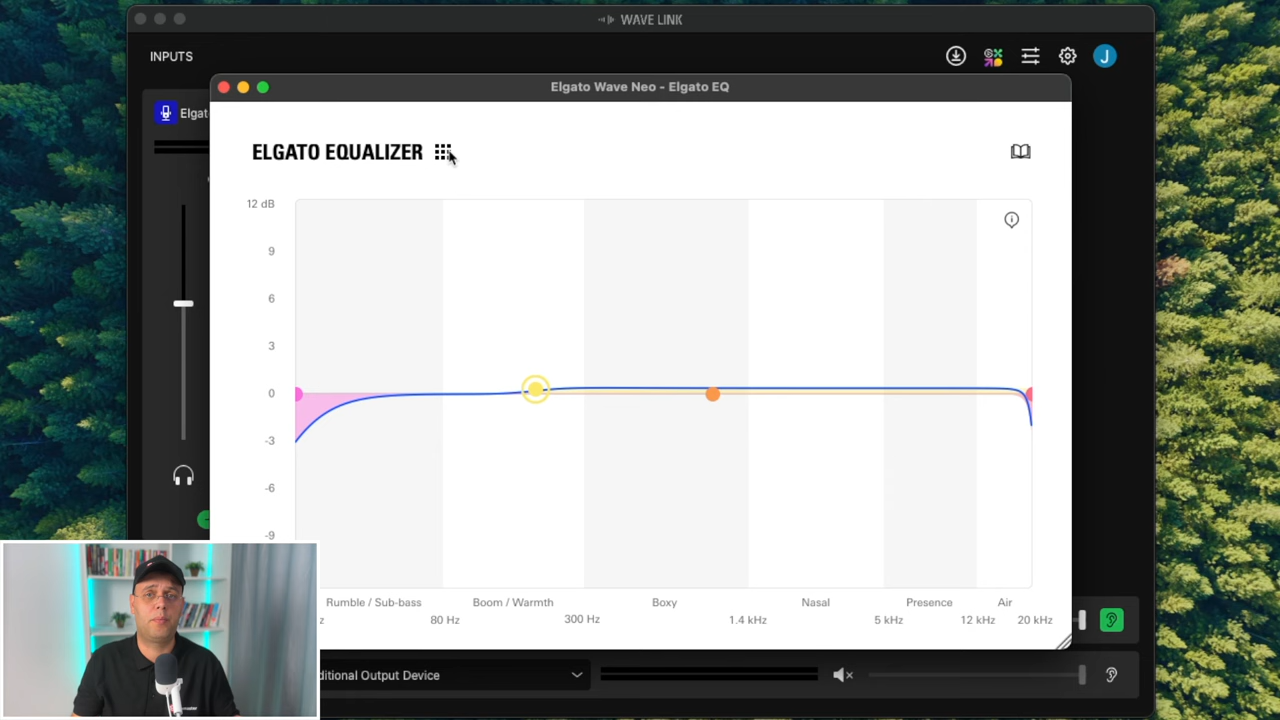 WAVE LINK
INPUTS
J
Elgato Wave Neo - Elgato EQ
Elgat
ELGATO EQUALIZER
12 dB
9
6
3
0
-3
-6
-9
Rumble / Sub-bass
Boom / Warmth
Boxy
Nasal
Presence
Air
z
80 Hz
300 Hz
1.4 kHz
5 kHz
12 kHz
20 kHz
ditional Output Device